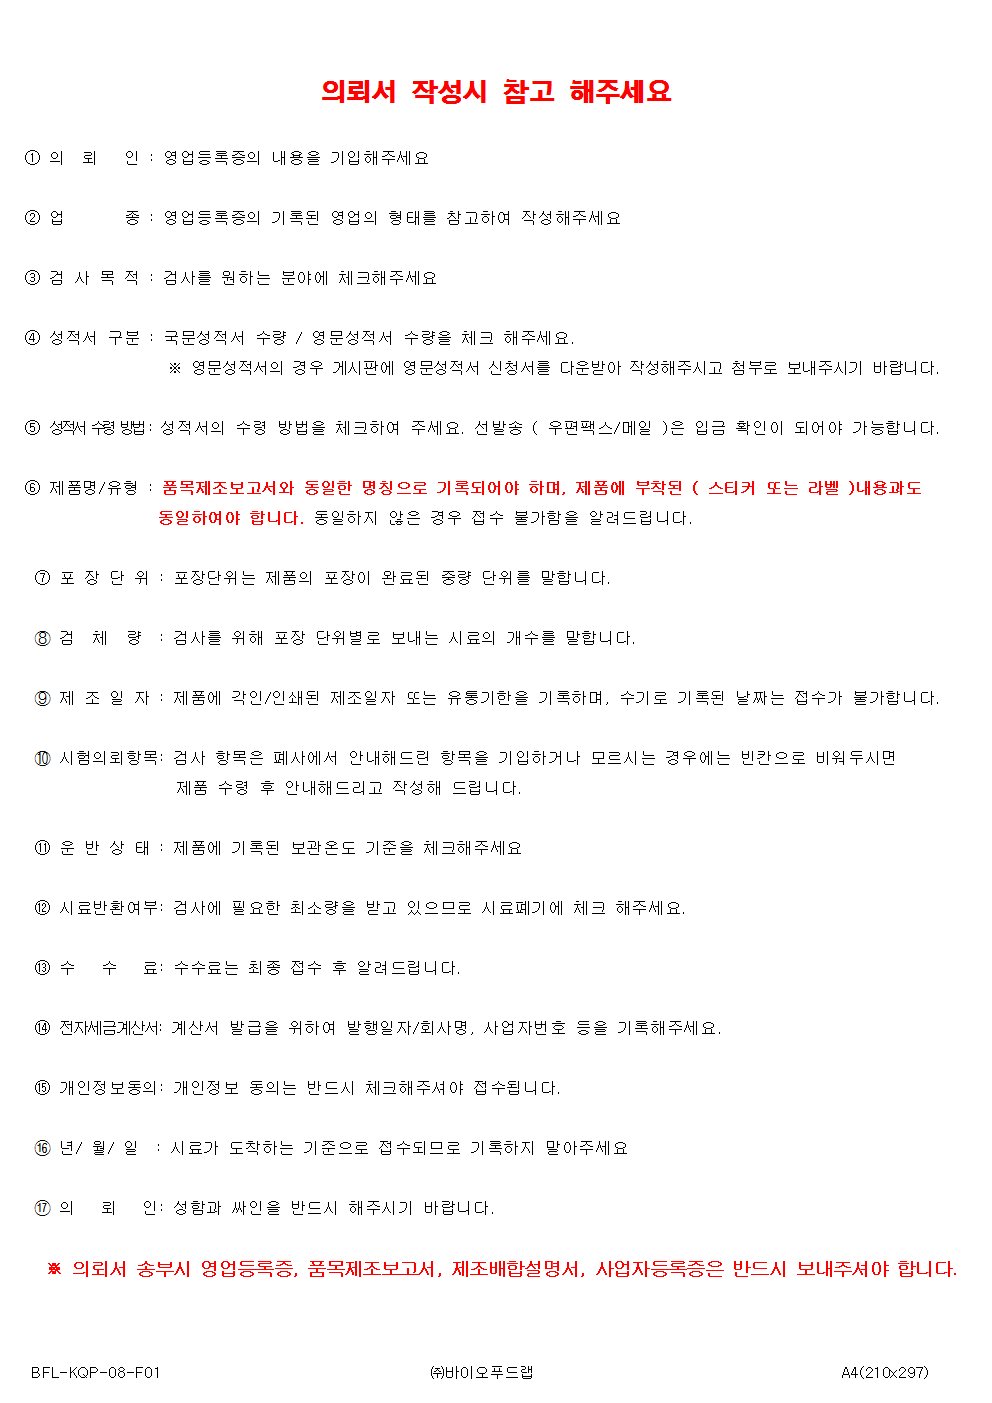 의뢰서 작성시 참고 해주세요
① 의 뢰 인 : 영업등록증의 내용을 기입해주세요
② 업 종 : 영업등록증의 기록된 영업의 형태를 참고하여 작성해주세요
③ 검 사 목 적 : 검사를 원하는 분야에 체크해주세요
④ 성적서 구분 : 국문성적서 수량 / 영문성적서 수량을 체크 해주세요.
※ 영문성적서의 경우 게시판에 영문성적서 신청서를 다운받아 작성해주시고 첨부로 보내주시기 바랍니다.
⑤ 성적서 수령 방법: 성적서의 수령 방법을 체크하여 주세요. 선발송 ( 우편팩스/메일 )은 입금 확인이 되어야 가능합니다.
⑥ 제품명/유형 : 품목제조보고서와 동일한 명칭으로 기록되어야 하며, 제품에 부착된 ( 스티커 또는 라벨 )내용과도
동일하여야 합니다. 동일하지 않은 경우 접수 불가함을 알려드립니다.
⑦ 포 장 단 위 : 포장단위는 제품의 포장이 완료된 중량 단위를 말합니다.
⑧ 검 체 량 : 검사를 위해 포장 단위별로 보내는 시료의 개수를 말합니다.
⑨ 제 조 일 자 : 제품에 각인/인쇄된 제조일자 또는 유통기한을 기록하며, 수기로 기록된 날짜는 접수가 불가합니다.
⑩ 시험의뢰항목: 검사 항목은 폐사에서 안내해드린 항목을 기입하거나 모르시는 경우에는 빈칸으로 비워두시면
제품 수령 후 안내해드리고 작성해 드립니다.
⑪ 운 반 상 태 : 제품에 기록된 보관온도 기준을 체크해주세요
⑫ 시료반환여부: 검사에 필요한 최소량을 받고 있으므로 시료폐기에 체크 해주세요.
⑬ 수 수 료: 수수료는 최종 접수 후 알려드립니다.
⑭ 전자세금계산서: 계산서 발급을 위하여 발행일자/회사명, 사업자번호 등을 기록해주세요.
⑮ 개인정보동의: 개인정보 동의는 반드시 체크해주셔야 접수됩니다.
⑯ 년/ 월/ 일 : 시료가 도착하는 기준으로 접수되므로 기록하지 말아주세요
⑰ 의 뢰 인: 성함과 싸인을 반드시 해주시기 바랍니다.
※ 의뢰서 송부시 영업등록증, 품목제조보고서, 제조배합설명서, 사업자등록증은 반드시 보내주셔야 합니다.
BFL-KQP-08-F01 ㈜바이오푸드랩 A4(210x297)